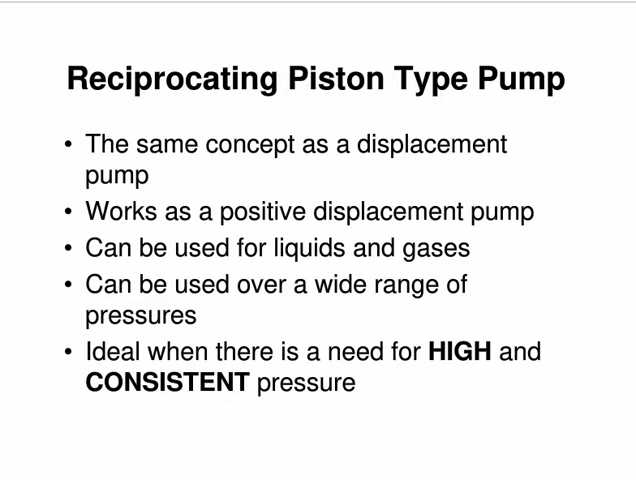 Reciprocating Piston Type Pump
• The same concept as a displacement
pump
• Works as a positive displacement pump
• Can be used for liquids and gases
• Can be used over a wide range of
pressures
• Ideal when there is a need for HIGH and
CONSISTENT pressure